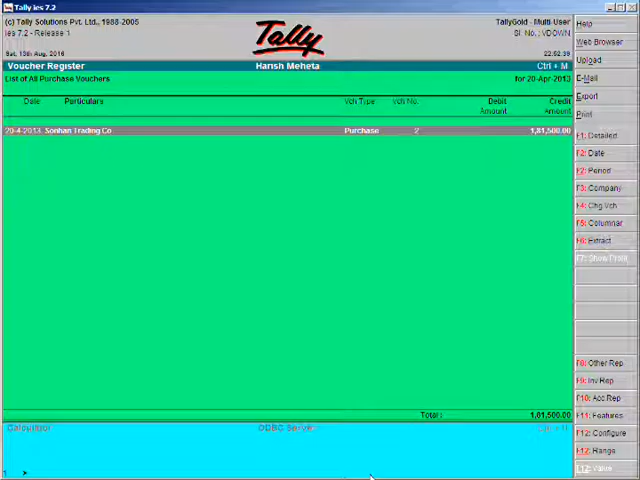 Tally ies 7.2
(c) Tally Solutions Pvt. Ltd., 1988-2005
ies 7.2 - Release 1
Sat, 13th Aug, 2016
Tally
TallyGold - Multi-User
Sl. No.: VDOWN
22:52:39
Voucher Register
Harish Meheta
Ctrl + M
List of All Purchase Vouchers
for 20-Apr-2013
Date
Particulars
Vch Type
Vch No.
Debit
Amount
Credit
Amount
20-4-2013 Sonhan Trading Co
Purchase
2
1,81,500.00
Total:
1,81,500.00
Calculator
ODBC Server
Ctrl + N
1 >
Help
Web Browser
Upload
E-Mail
Export
Print
F1: Detailed
F2: Date
F2: Period
F3: Company
F4: Chg Vch
F5: Columnar
F6: Extract
F7: Show Profit
F8: Other Rep
F9: Inv Rep
F10: Acc Rep
F11: Features
F12: Configure
F12: Range
F12: Value